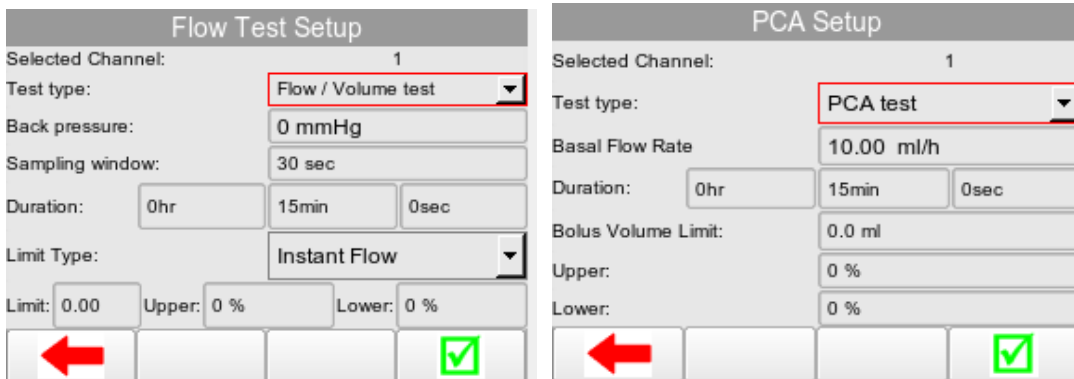 Flow Test Setup
Selected Channel: 1
Test type: Flow / Volume test
Back pressure: 0 mmHg
Sampling window: 30 sec
Duration: 0hr 15min 0sec
Limit Type: Instant Flow
Limit: 0.00 Upper: 0 % Lower: 0 %
PCA Setup
Selected Channel: 1
Test type: PCA test
Basal Flow Rate 10.00 ml/h
Duration: 0hr 15min 0sec
Bolus Volume Limit: 0.0 ml
Upper: 0 %
Lower: 0 %